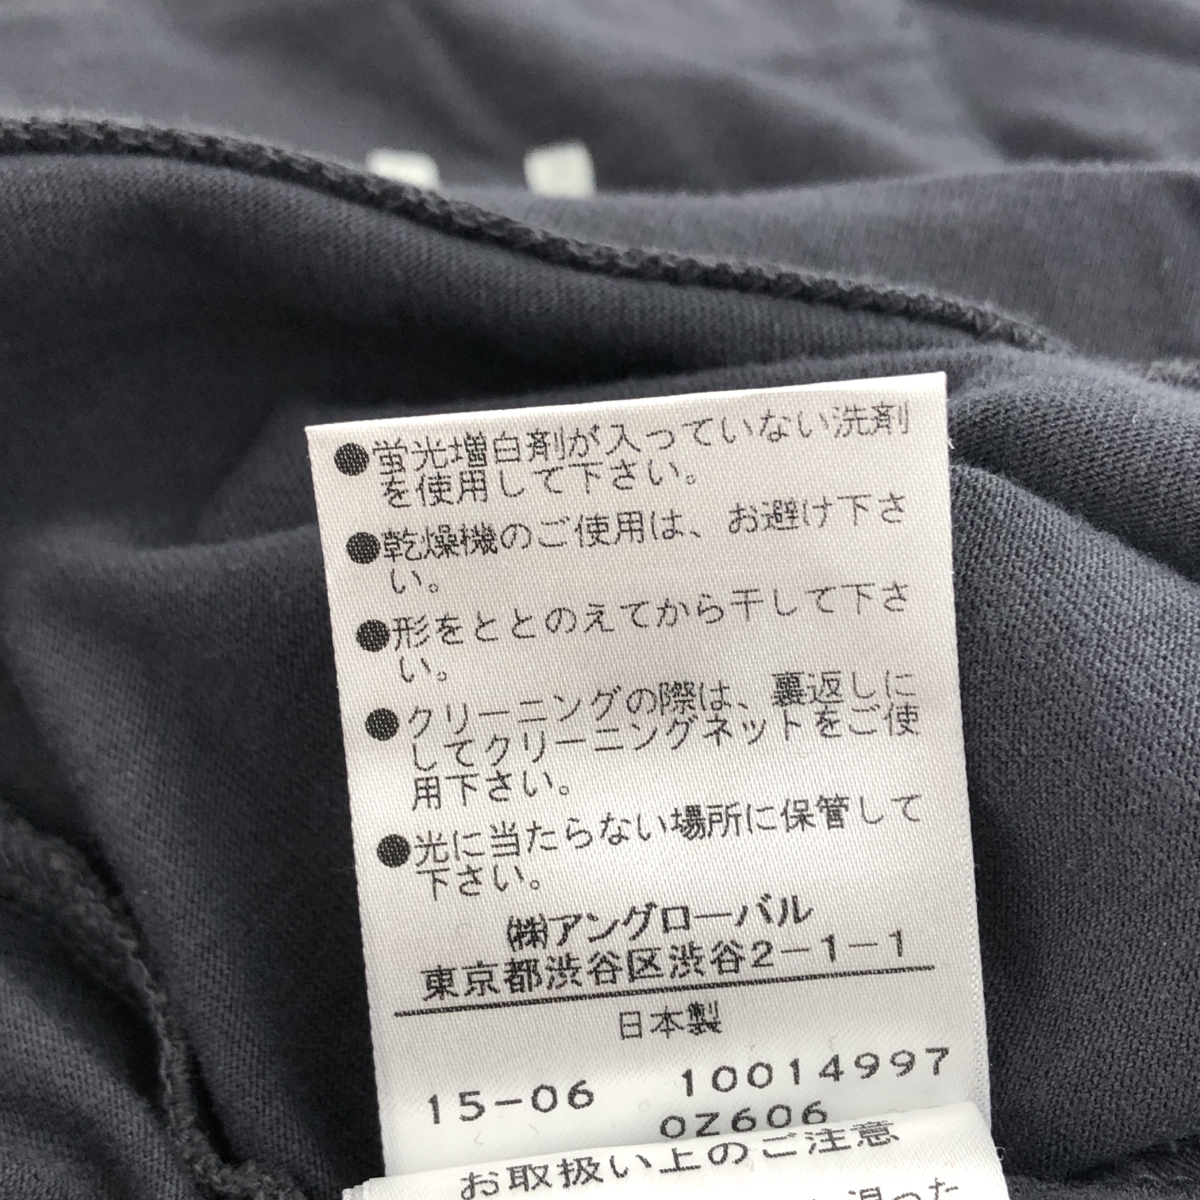 ●蛍光増白剤が入っていない洗剤
を使用して下さい。
●乾燥機のご使用は、お避け下さ
い。
●形をととのえてから干して下さ
い。
●クリーニングの際は、裏返しに
してクリーニングネットをご使
用下さい。
●光に当たらない場所に保管して
下さい。
㈱アングローバル
東京都渋谷区渋谷2-1-1
日本製
15-06 10014997
0Z606
お取扱い上のご注意